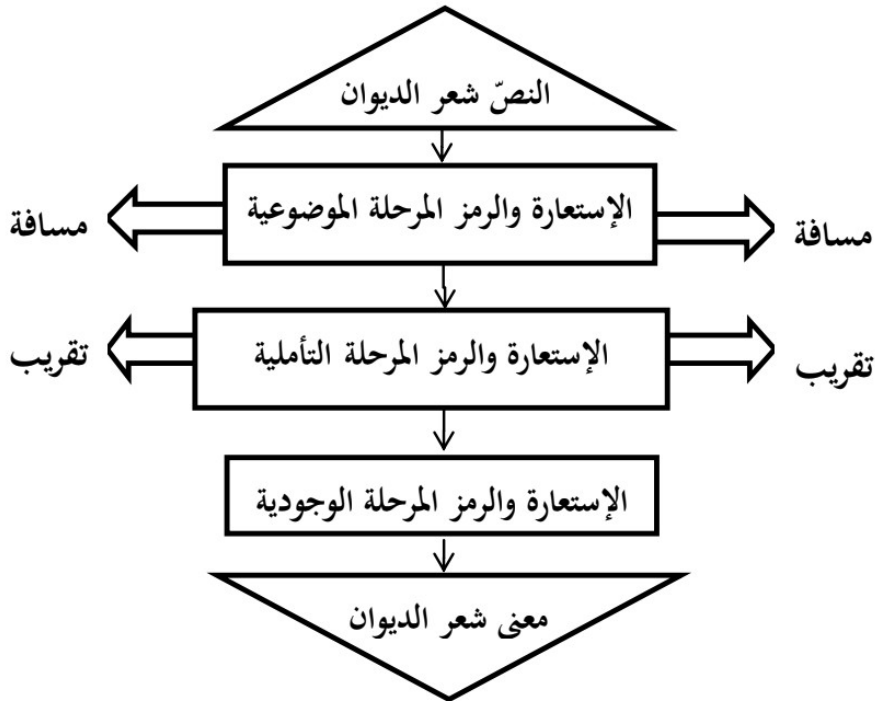 النصّ شعر الديوان
الإستعارة والرمز المرحلة الموضوعية
مسافة
مسافة
الإستعارة والرمز المرحلة التأملية
تقريب
تقريب
الإستعارة والرمز المرحلة الوجودية
معنى شعر الديوان